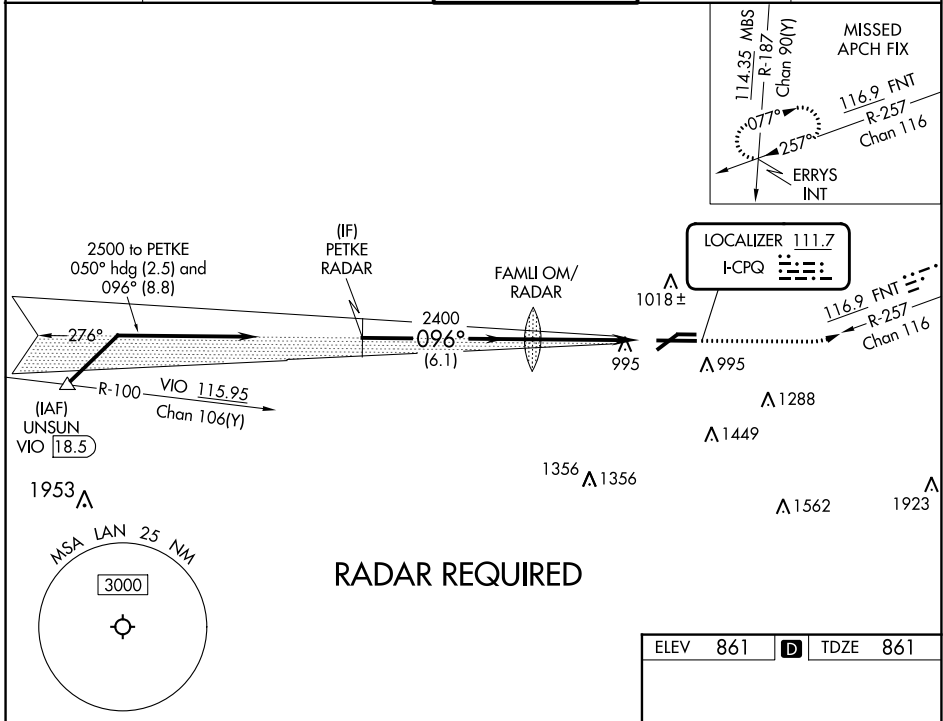 MISSED
APCH FIX
114.35 MBS
R-187
Chan 90(Y)
116.9 FNT
R-257
Chan 116
077°
257°
ERRYS
INT
2500 to PETKE
050° hdg (2.5) and
096° (8.8)
(IF)
PETKE
RADAR
FAMLI OM/
RADAR
LOCALIZER 111.7
I-CPQ
1018 ±
116.9 FNT
R-257
Chan 116
276°
2400
096°
(6.1)
995
995
R-100
VIO 115.95
Chan 106(Y)
(IAF)
UNSUN
VIO 18.5
1288
1449
1356
1356
1953
1562
1923
MSA LAN 25 NM
3000
RADAR REQUIRED
ELEV 861 D TDZE 861